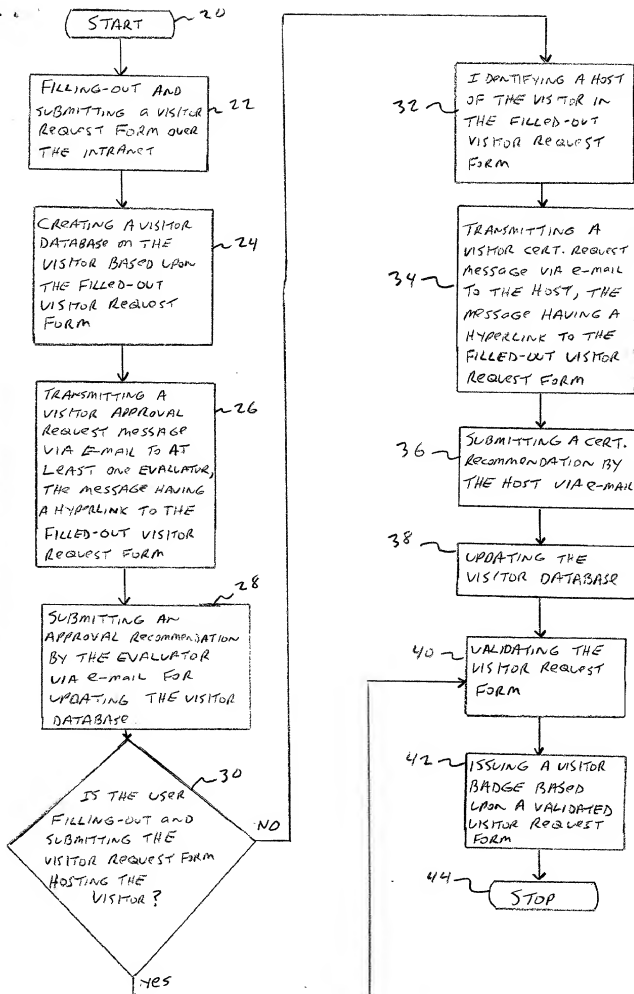 START
20
FILLING-OUT AND
SUBMITTING A VISITOR
REQUEST FORM OVER
THE INTRANET
22
CREATING A VISITOR
DATABASE ON THE
VISITOR BASED UPON
THE FILLED-OUT
VISITOR REQUEST
FORM
24
TRANSMITTING A
VISITOR APPROVAL
REQUEST MESSAGE
VIA E-MAIL TO AT
LEAST ONE EVALUATOR,
THE MESSAGE HAVING
A HYPERLINK TO THE
FILLED-OUT VISITOR
REQUEST FORM
26
28
SUBMITTING AN
APPROVAL RECOMMENDATION
BY THE EVALUATOR
VIA e-MAIL FOR
UPDATING THE VISITOR
DATABASE
30
IS THE USER
FILLING-OUT AND
SUBMITTING THE
VISITOR REQUEST FORM
HOSTING THE
VISITOR?
NO
yes
32
IDENTIFYING A HOST
OF THE VISITOR IN
THE FILLED-OUT
VISITOR REQUEST
FORM
34
TRANSMITTING A
VISITOR CERT. REQUEST
MESSAGE VIA e-MAIL
TO THE HOST, THE
MESSAGE HAVING A
HYPERLINK TO THE
FILLED-OUT VISITOR
REQUEST FORM
36
SUBMITTING A CERT.
RECOMMENDATION BY
THE HOST VIA e-MAIL
38
UPDATING THE
VISITOR DATABASE
40
VALIDATING THE
VISITOR REQUEST
FORM
42
ISSUING A VISITOR
BADGE BASED
UPON A VALIDATED
VISITOR REQUEST
FORM
44
STOP